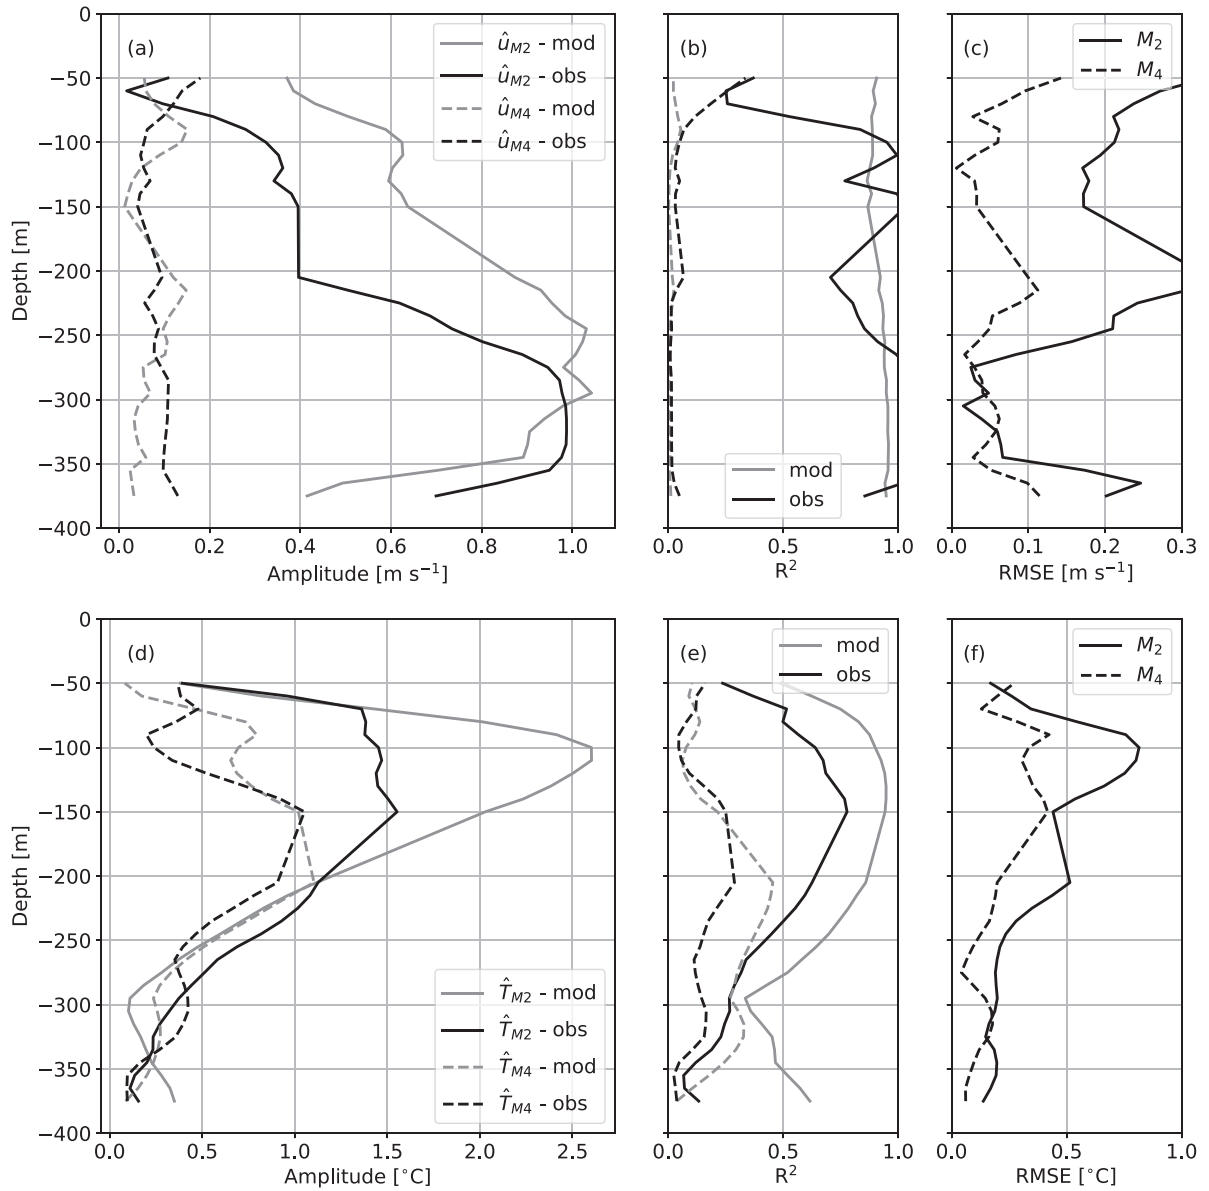 (a)
û_M2 - mod
û_M2 - obs
û_M4 - mod
û_M4 - obs
0
−50
−100
−150
−200
−250
−300
−350
−400
Depth [m]
0.0 0.2 0.4 0.6 0.8 1.0
Amplitude [m s⁻¹]
(b)
mod
obs
0.0 0.5 1.0
R²
(c)
M₂
M₄
0.0 0.1 0.2 0.3
RMSE [m s⁻¹]
(d)
0
−50
−100
−150
−200
−250
−300
−350
−400
Depth [m]
T̂_M2 - mod
T̂_M2 - obs
T̂_M4 - mod
T̂_M4 - obs
0.0 0.5 1.0 1.5 2.0 2.5
Amplitude [°C]
(e)
mod
obs
0.0 0.5 1.0
R²
(f)
M₂
M₄
0.0 0.5 1.0
RMSE [°C]